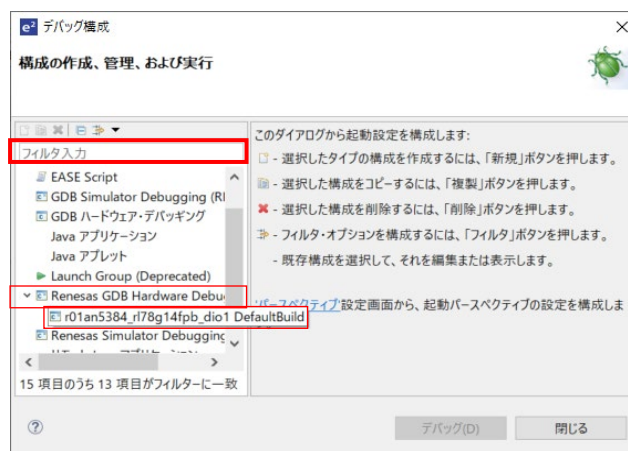 e² デバッグ構成
構成の作成、管理、および実行
フィルタ入力
EASE Script
GDB Simulator Debugging (RI
GDB ハードウェア・デバッギング
Java アプリケーション
Java アプレット
Launch Group (Deprecated)
Renesas GDB Hardware Debu
r01an5384_rl78g14fpb_dio1 DefaultBuild
Renesas Simulator Debugging
15 項目のうち 13 項目がフィルターに一致
このダイアログから起動設定を構成します:
- 選択したタイプの構成を作成するには、「新規」ボタンを押します。
- 選択した構成をコピーするには、「複製」ボタンを押します。
- 選択した構成を削除するには、「削除」ボタンを押します。
- フィルタ・オプションを構成するには、「フィルタ」ボタンを押します。
- 既存構成を選択して、それを編集または表示します。
'パースペクティブ'設定画面から、起動パースペクティブの設定を構成しま
デバッグ(D)
閉じる